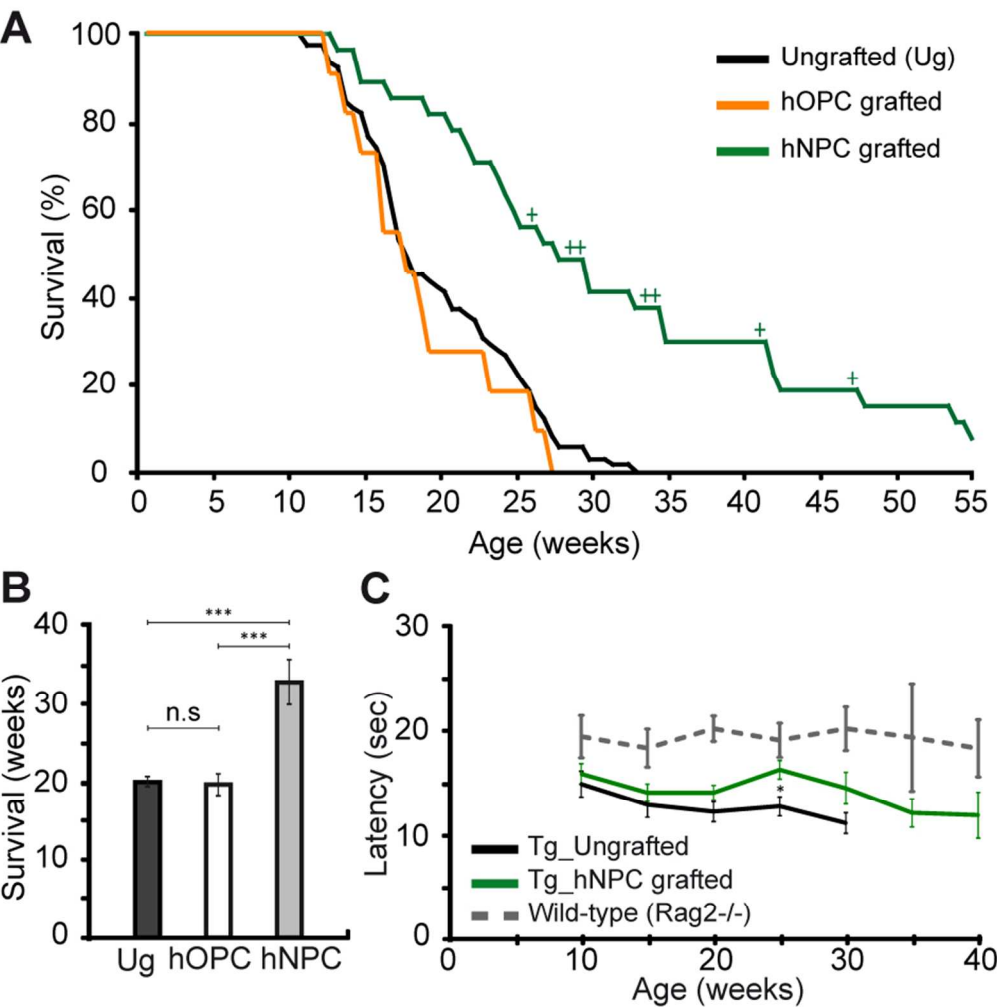 A
100
80
60
40
20
0
Survival (%)
Ungrafted (Ug)
hOPC grafted
hNPC grafted
+
++
++
+
+
0 5 10 15 20 25 30 35 40 45 50 55
Age (weeks)
B
40
30
20
10
0
Survival (weeks)
***
***
n.s
Ug hOPC hNPC
C
30
20
10
0
Latency (sec)
*
Tg_Ungrafted
Tg_hNPC grafted
Wild-type (Rag2-/-)
0 10 20 30 40
Age (weeks)